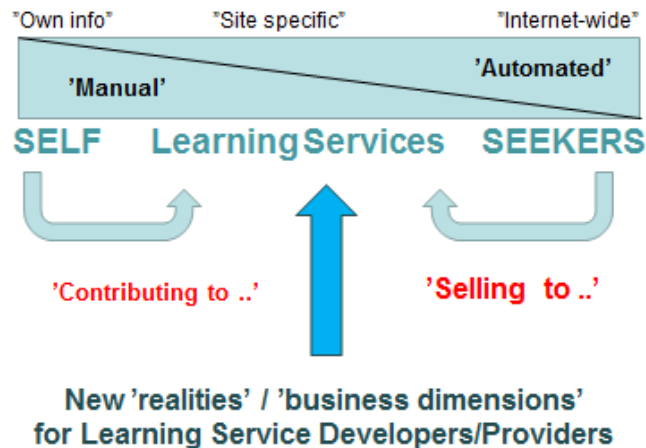 "Own info" "Site specific" "Internet-wide"
'Manual' 'Automated'
SELF Learning Services SEEKERS
'Contributing to ..' 'Selling to ..'
New 'realities' / 'business dimensions'
for Learning Service Developers/Providers